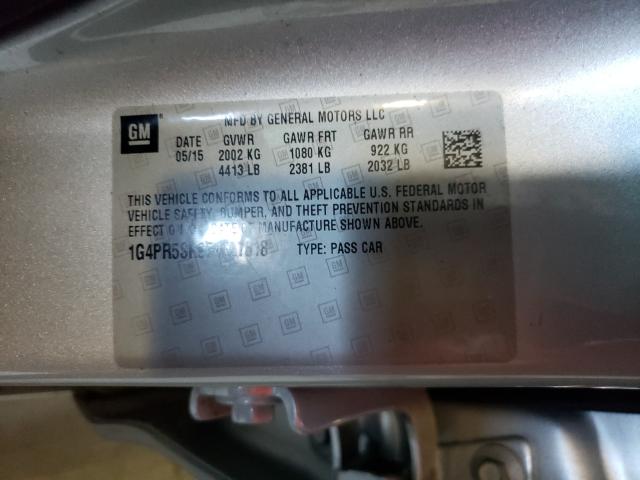 GM
MFD BY GENERAL MOTORS LLC
DATE GVWR GAWR FRT GAWR RR
05/15 2002 KG 1080 KG 922 KG
4413 LB 2381 LB 2032 LB
THIS VEHICLE CONFORMS TO ALL APPLICABLE U.S. FEDERAL MOTOR
VEHICLE SAFETY, BUMPER, AND THEFT PREVENTION STANDARDS IN
EFFECT ON MANUFACTURE SHOWN ABOVE.
TYPE: PASS CAR